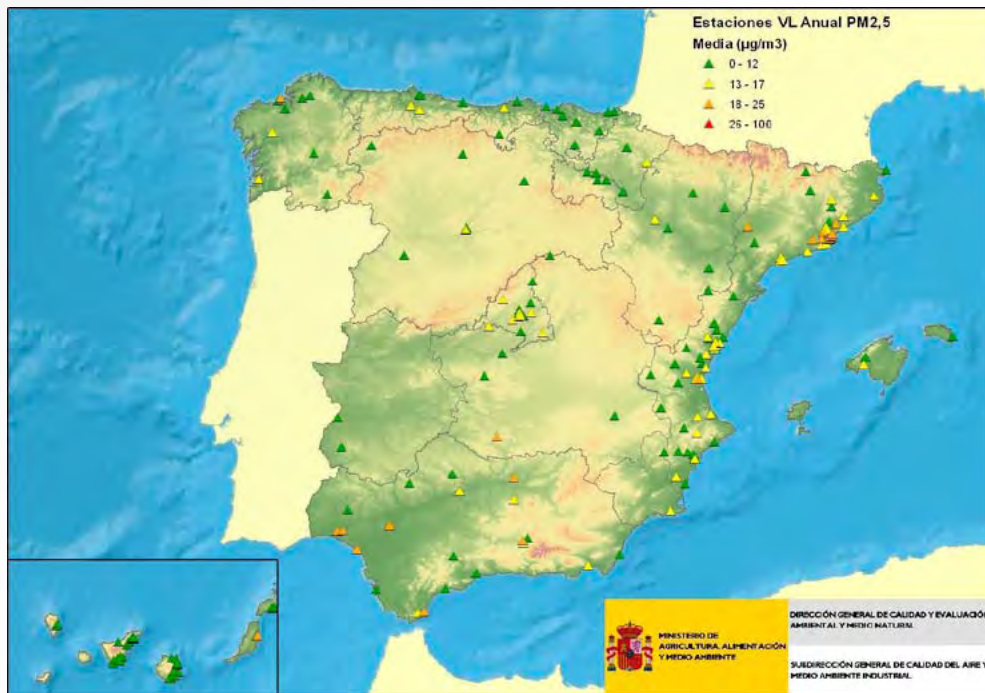 Estaciones VL Anual PM2,5
Media (µg/m3)
0 - 12
13 - 17
18 - 25
26 - 100
MINISTERIO DE
AGRICULTURA, ALIMENTACIÓN
Y MEDIO AMBIENTE
DIRECCIÓN GENERAL DE CALIDAD Y EVALUACIÓN
AMBIENTAL Y MEDIO NATURAL
SUBDIRECCIÓN GENERAL DE CALIDAD DEL AIRE Y
MEDIO AMBIENTE INDUSTRIAL